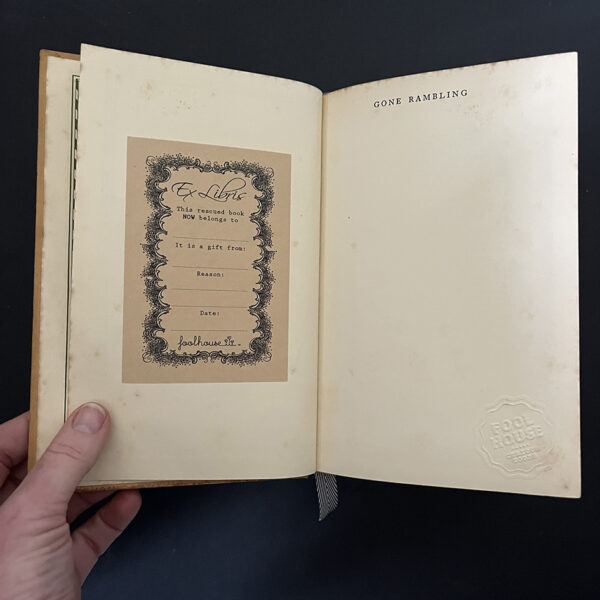 Ex Libris
This rescued book
NOW belongs to
It is a gift from:
Reason:
Date:
foolhouse
GONE RAMBLING
FOOL
HOUSE